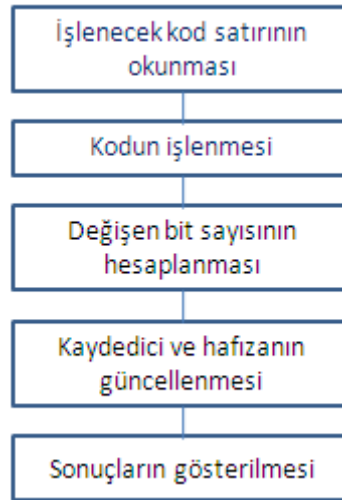 İşlenecek kod satırının
okunması
Kodun işlenmesi
Değişen bit sayısının
hesaplanması
Kaydedici ve hafızanın
güncellenmesi
Sonuçların gösterilmesi